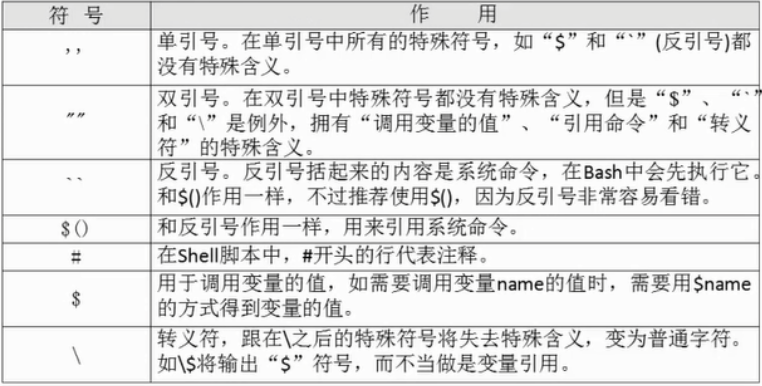 符 号 作 用
' ' 单引号。在单引号中所有的特殊符号，如“$”和“`”(反引号)都
没有特殊含义。
" " 双引号。在双引号中特殊符号都没有特殊含义，但是“$”、“`”
和“\”是例外，拥有“调用变量的值”、“引用命令”和“转义
符”的特殊含义。
` ` 反引号。反引号括起来的内容是系统命令，在Bash中会先执行它。
和$()作用一样，不过推荐使用$()，因为反引号非常容易看错。
$() 和反引号作用一样，用来引用系统命令。
# 在Shell脚本中，#开头的行代表注释。
$ 用于调用变量的值，如需要调用变量name的值时，需要用$name
的方式得到变量的值。
\ 转义符，跟在\之后的特殊符号将失去特殊含义，变为普通字符。
如\$将输出“$”符号，而不当做是变量引用。